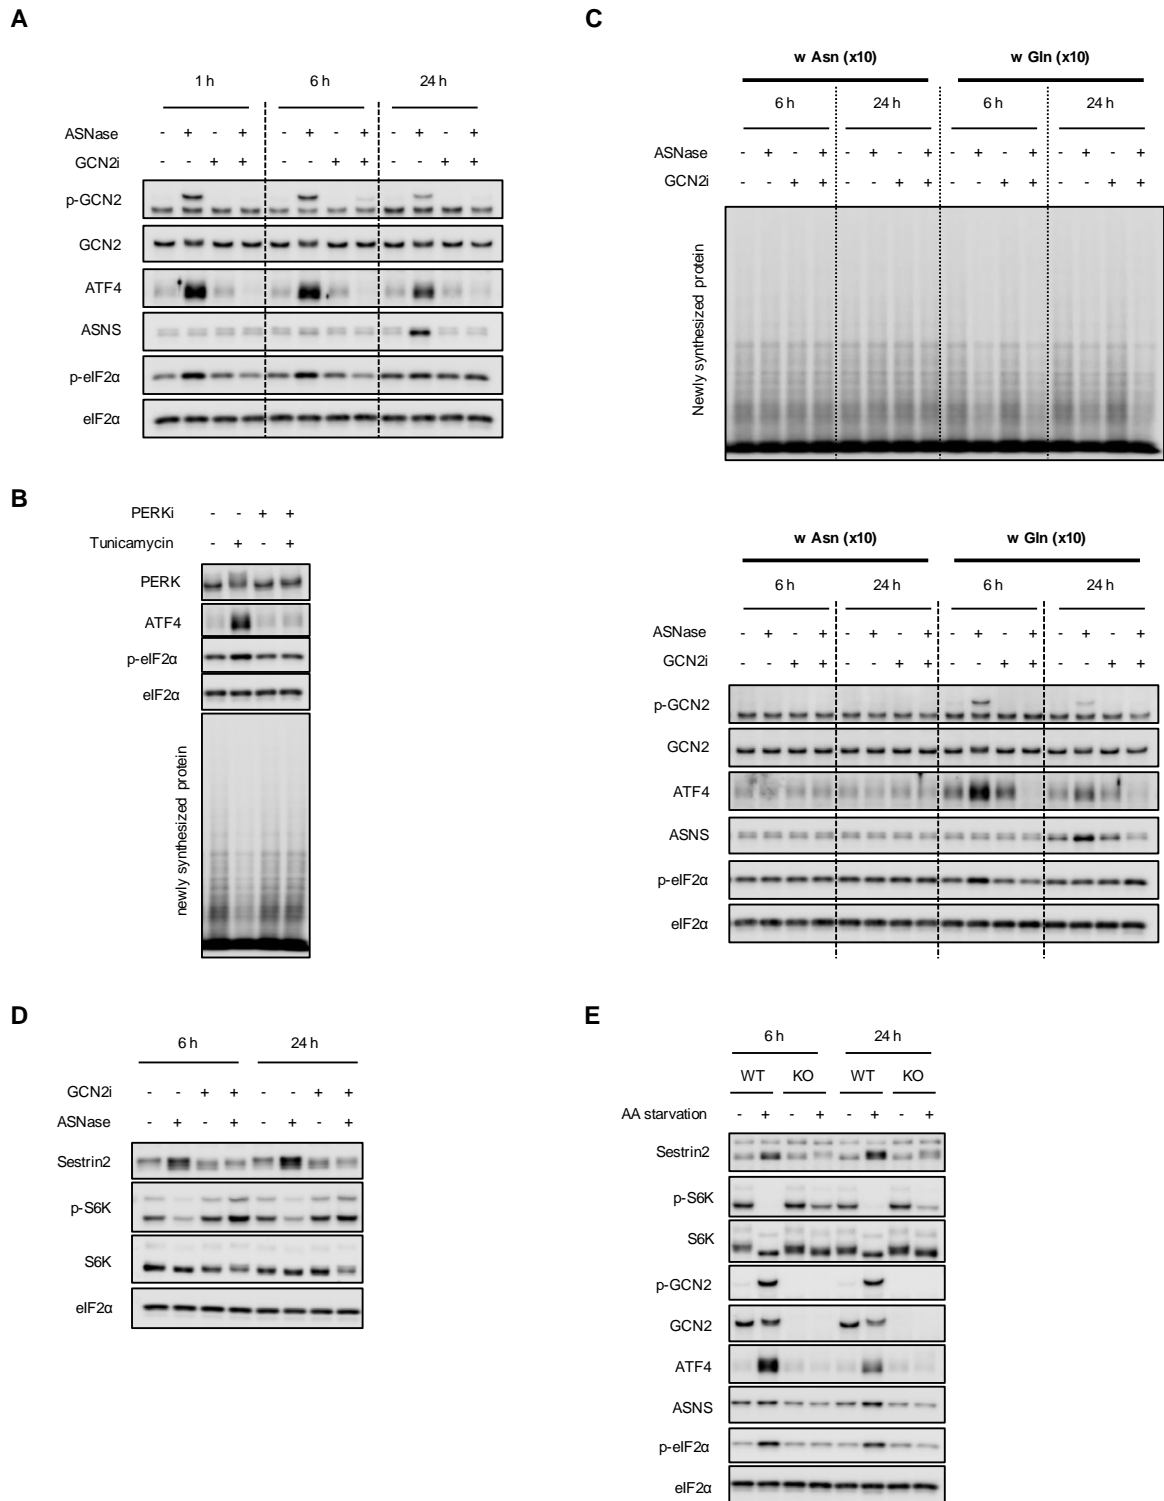 A
1 h 6 h 24 h
ASNase - + - + - + - + - + - +
GCN2i - - + + - - + + - - + +
p-GCN2
GCN2
ATF4
ASNS
p-eIF2α
eIF2α
B
PERKi - - + +
Tunicamycin - + - +
PERK
ATF4
p-eIF2α
eIF2α
newly synthesized protein
C
w Asn (x10) w Gln (x10)
6 h 24 h 6 h 24 h
ASNase - + - + - + - + - + - + - + - +
GCN2i - - + + - - + + - - + + - - + +
Newly synthesized protein
w Asn (x10) w Gln (x10)
6 h 24 h 6 h 24 h
ASNase - + - + - + - + - + - + - + - +
GCN2i - - + + - - + + - - + + - - + +
p-GCN2
GCN2
ATF4
ASNS
p-eIF2α
eIF2α
D
6 h 24 h
GCN2i - - + + - - + +
ASNase - + - + - + - +
Sestrin2
p-S6K
S6K
eIF2α
E
6 h 24 h
WT KO WT KO
AA starvation - + - + - + - +
Sestrin2
p-S6K
S6K
p-GCN2
GCN2
ATF4
ASNS
p-eIF2α
eIF2α